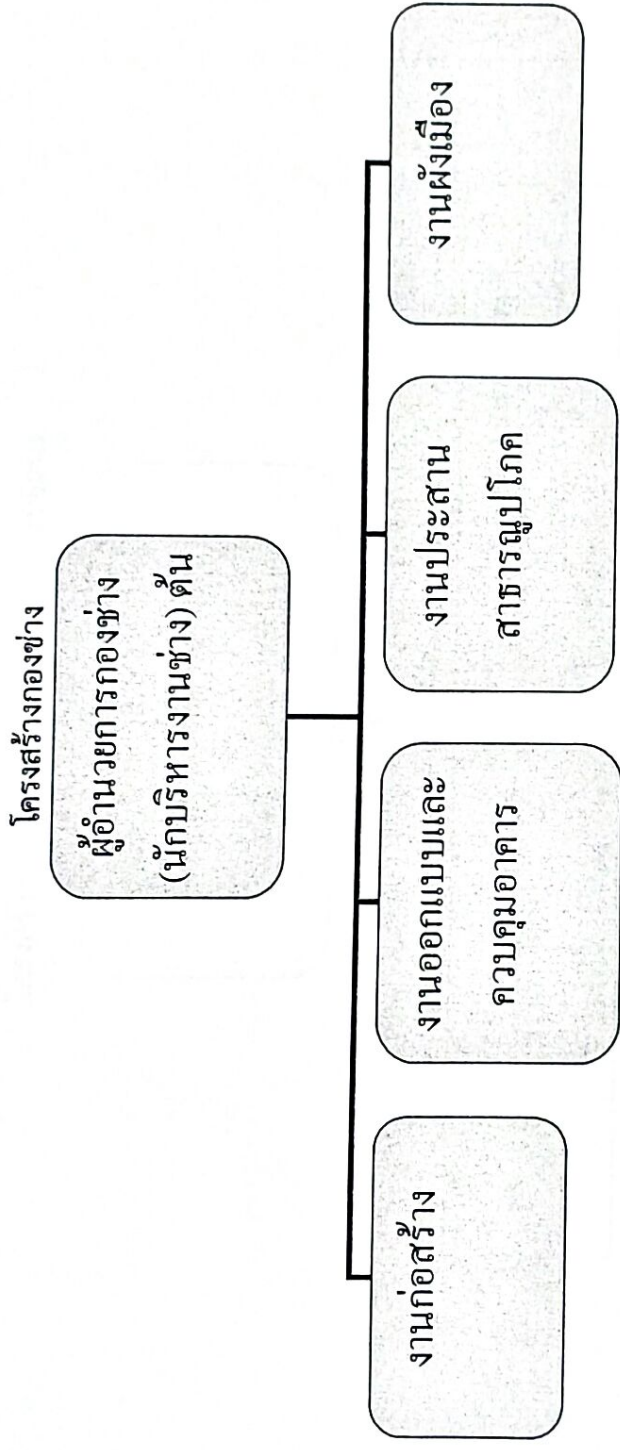 โครงสร้างกองช่าง
ผู้อำนวยการกองช่าง
(นักบริหารงานช่าง) ต้น
งานก่อสร้าง
งานออกแบบและ
ควบคุมอาคาร
งานประสาน
สาธารณูปโภค
งานผังเมือง